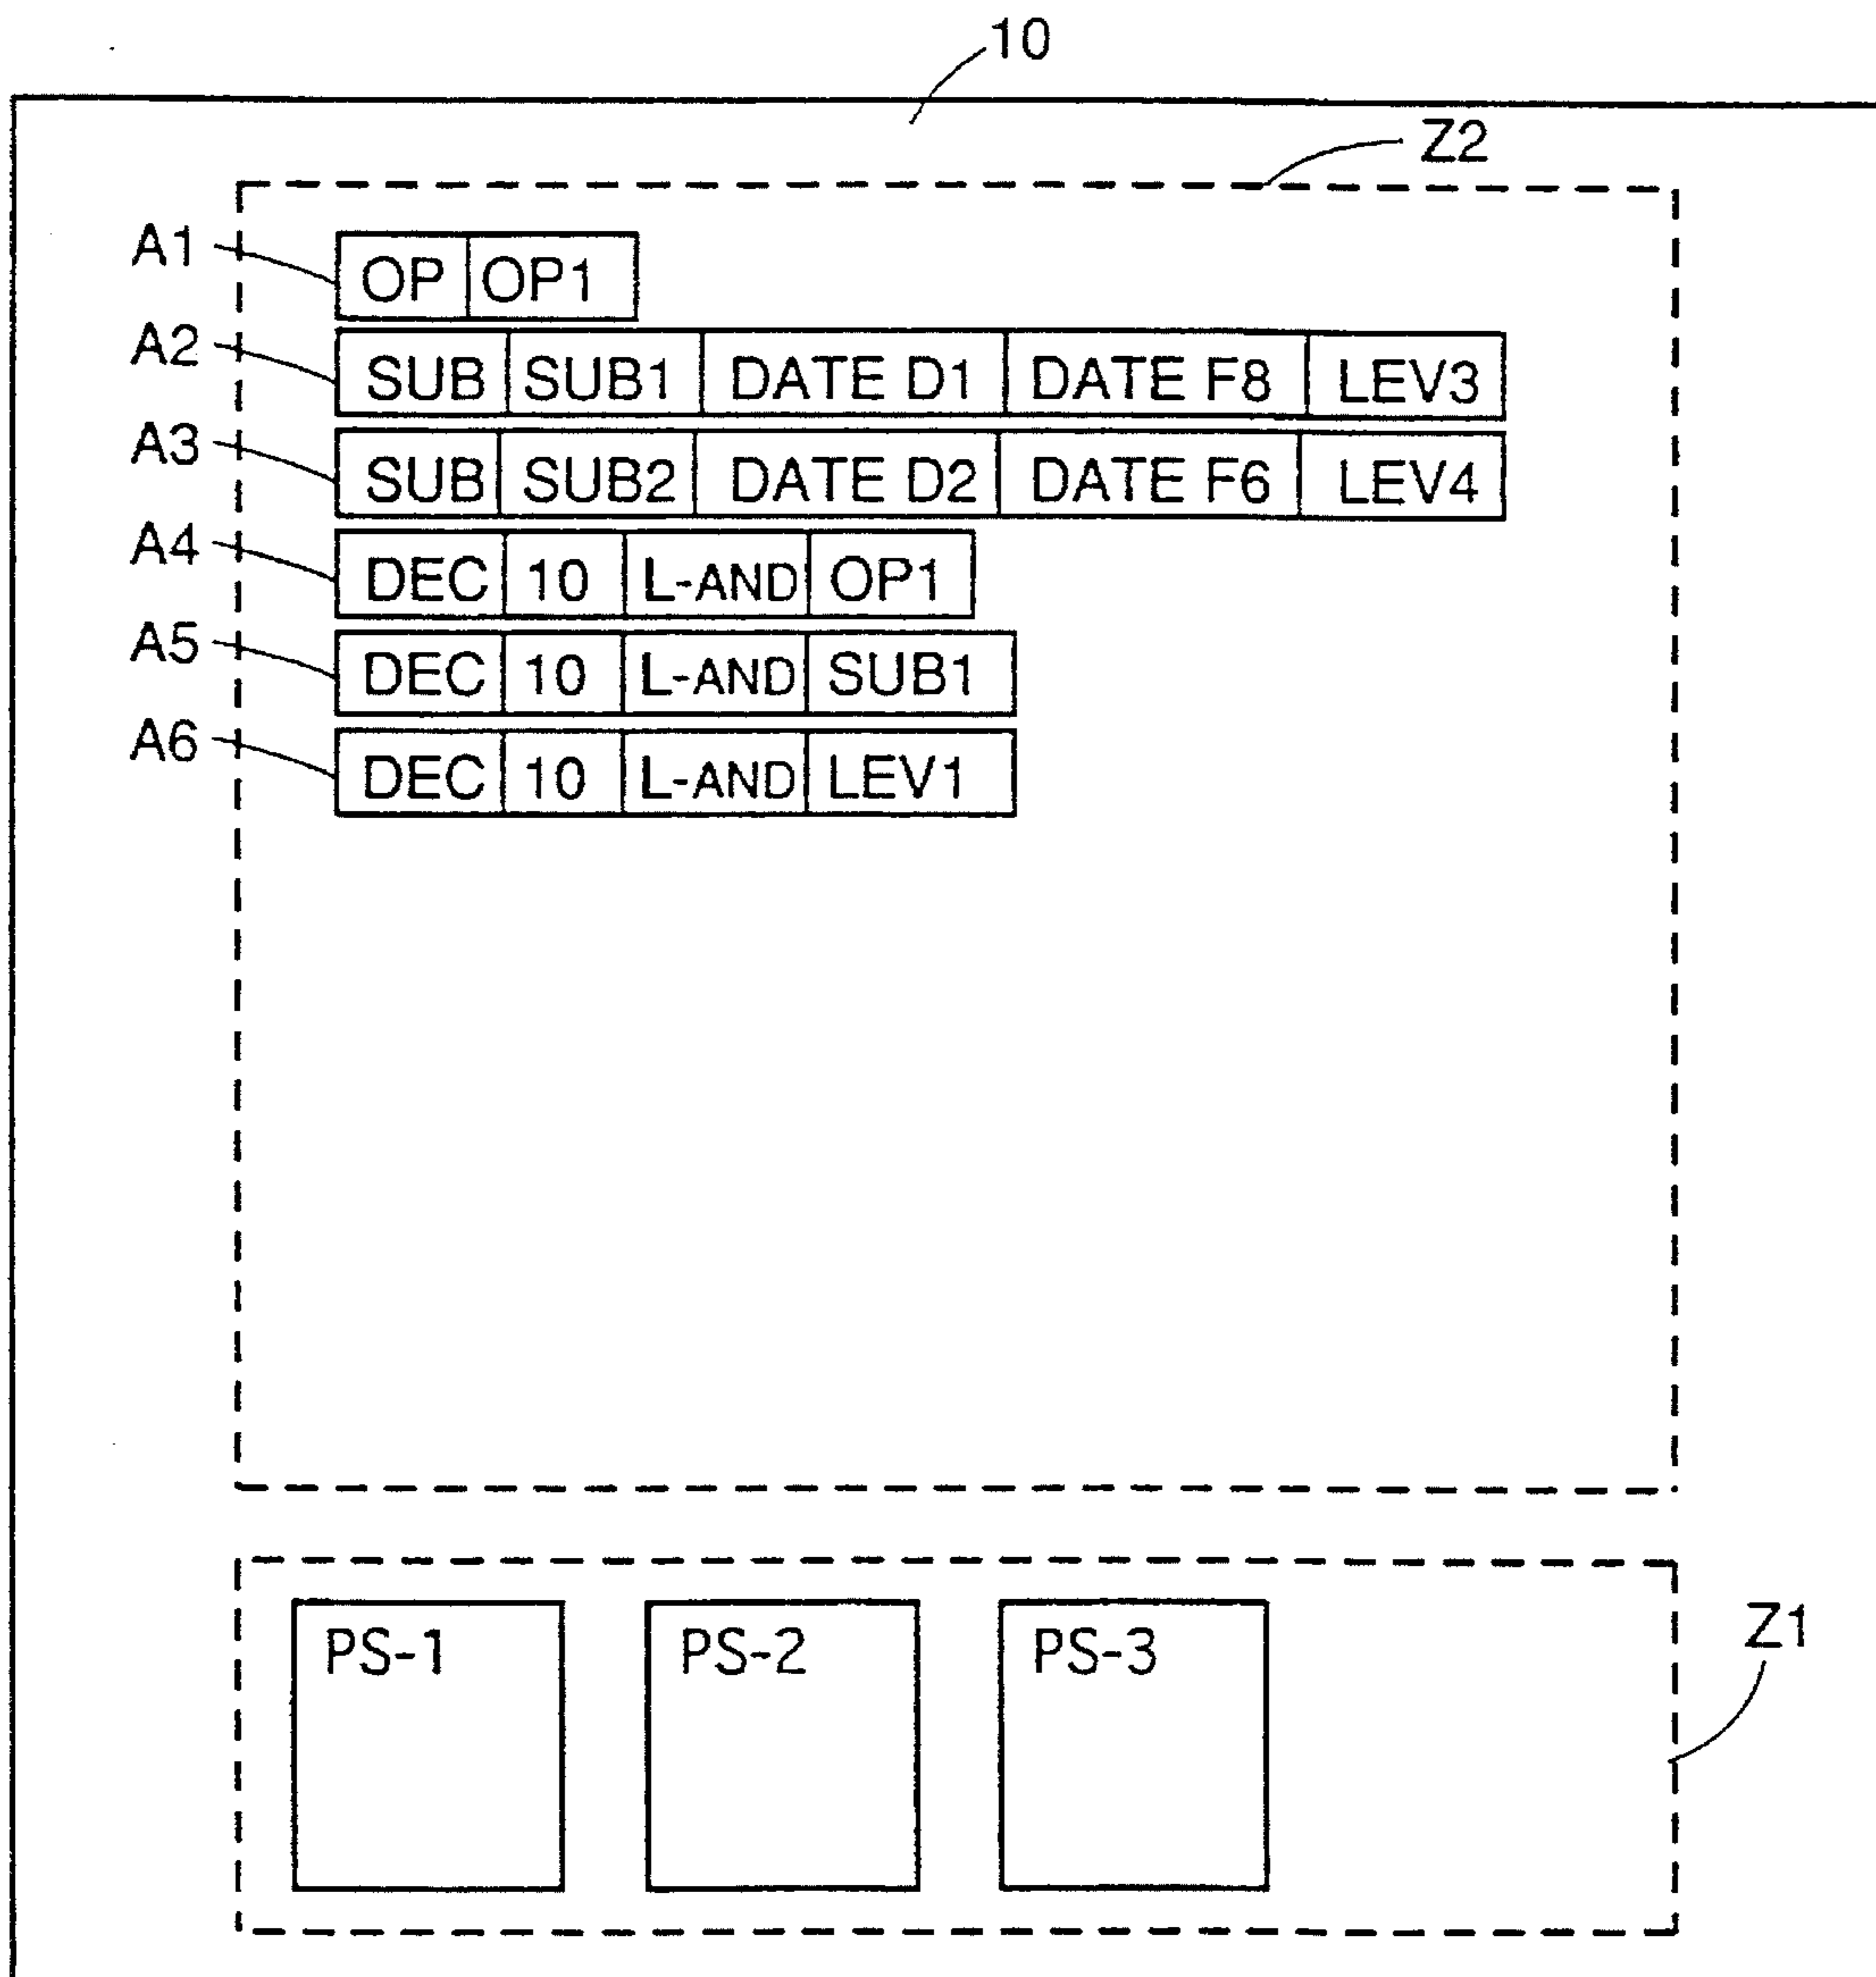 10
Z2
A1 OP OP1
A2 SUB SUB1 DATE D1 DATE F8 LEV3
A3 SUB SUB2 DATE D2 DATE F6 LEV4
A4 DEC 10 L-AND OP1
A5 DEC 10 L-AND SUB1
A6 DEC 10 L-AND LEV1
PS-1 PS-2 PS-3 Z1